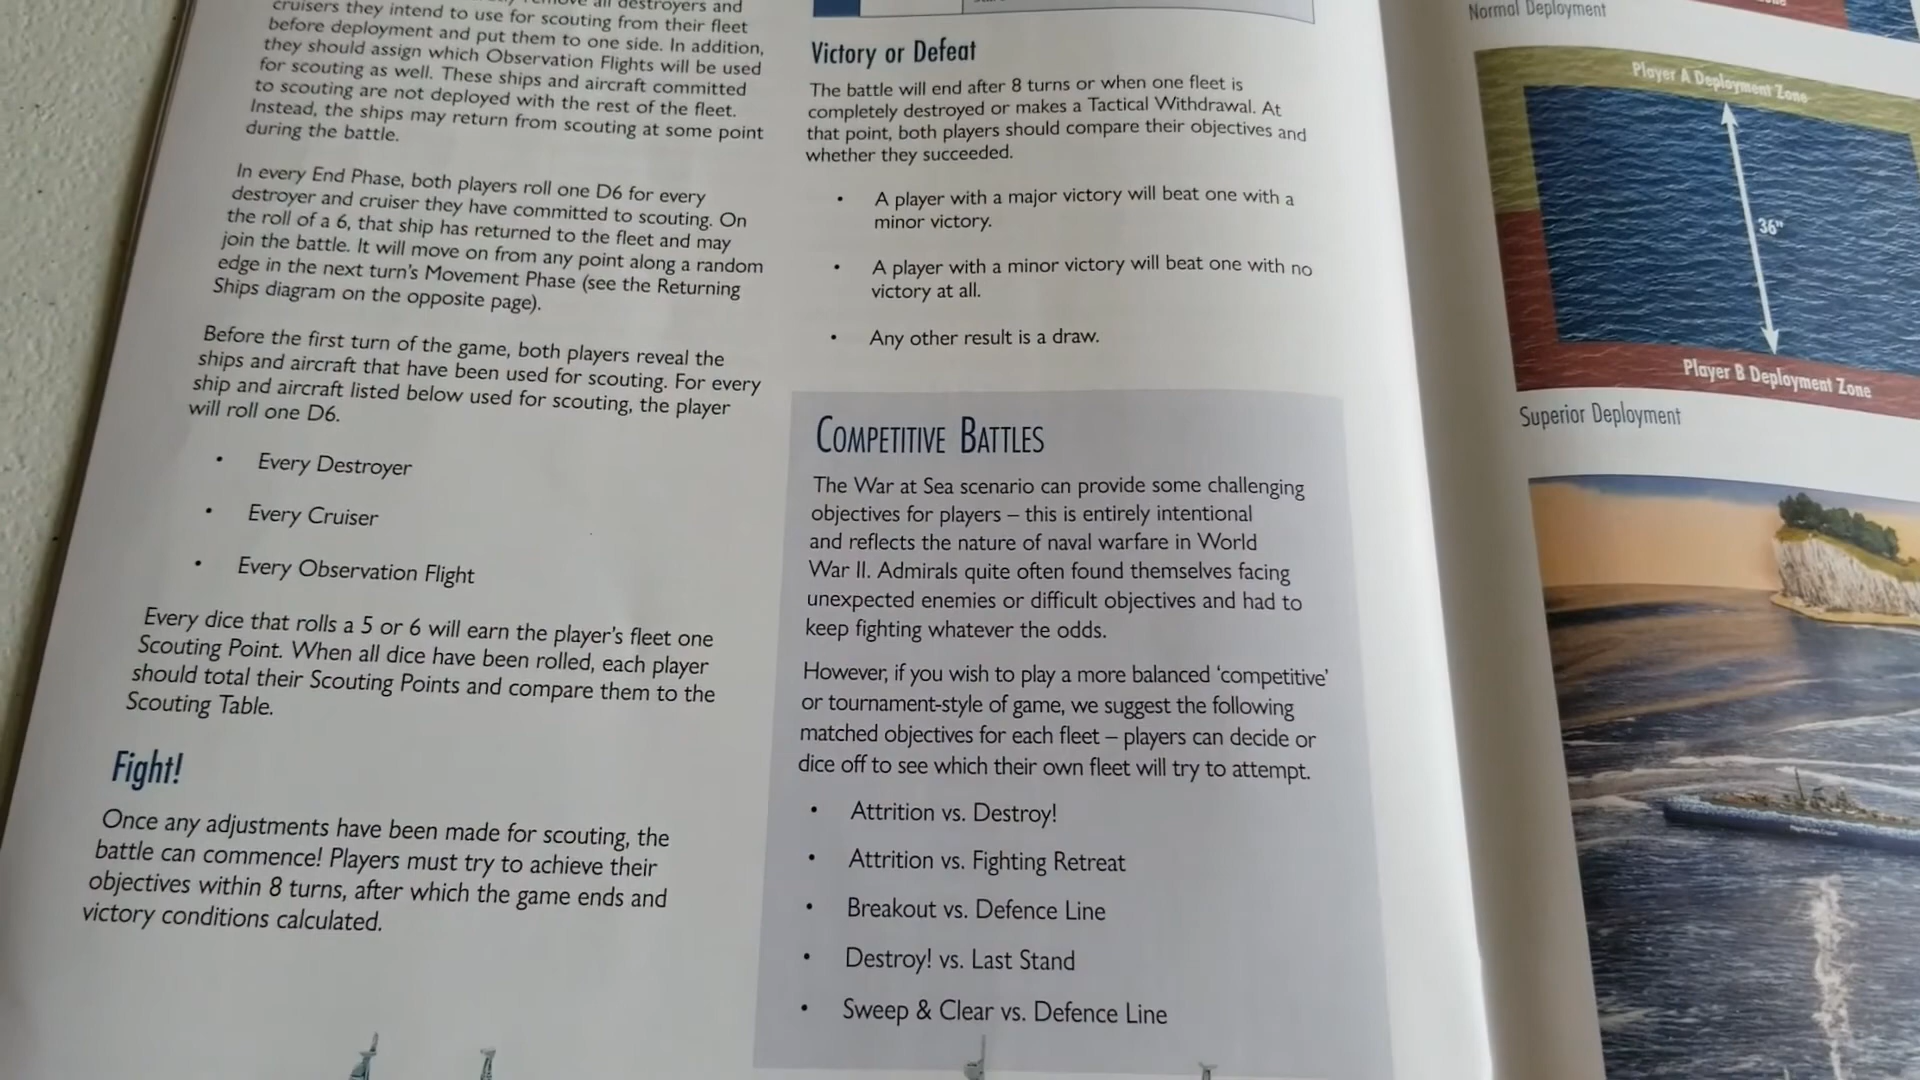 destroyers and
cruisers they intend to use for scouting from their fleet
before deployment and put them to one side. In addition,
they should assign which Observation Flights will be used
for scouting as well. These ships and aircraft committed
to scouting are not deployed with the rest of the fleet.
Instead, the ships may return from scouting at some point
during the battle.
In every End Phase, both players roll one D6 for every
destroyer and cruiser they have committed to scouting. On
the roll of a 6, that ship has returned to the fleet and may
join the battle. It will move on from any point along a random
edge in the next turn's Movement Phase (see the Returning
Ships diagram on the opposite page).
Before the first turn of the game, both players reveal the
ships and aircraft that have been used for scouting. For every
ship and aircraft listed below used for scouting, the player
will roll one D6.
• Every Destroyer
• Every Cruiser
• Every Observation Flight
Every dice that rolls a 5 or 6 will earn the player's fleet one
Scouting Point. When all dice have been rolled, each player
should total their Scouting Points and compare them to the
Scouting Table.
Fight!
Once any adjustments have been made for scouting, the
battle can commence! Players must try to achieve their
objectives within 8 turns, after which the game ends and
victory conditions calculated.
Victory or Defeat
The battle will end after 8 turns or when one fleet is
completely destroyed or makes a Tactical Withdrawal. At
that point, both players should compare their objectives and
whether they succeeded.
• A player with a major victory will beat one with a
minor victory.
• A player with a minor victory will beat one with no
victory at all.
• Any other result is a draw.
COMPETITIVE BATTLES
The War at Sea scenario can provide some challenging
objectives for players – this is entirely intentional
and reflects the nature of naval warfare in World
War II. Admirals quite often found themselves facing
unexpected enemies or difficult objectives and had to
keep fighting whatever the odds.
However, if you wish to play a more balanced 'competitive'
or tournament-style of game, we suggest the following
matched objectives for each fleet – players can decide or
dice off to see which their own fleet will try to attempt.
• Attrition vs. Destroy!
• Attrition vs. Fighting Retreat
• Breakout vs. Defence Line
• Destroy! vs. Last Stand
• Sweep & Clear vs. Defence Line
Normal Deployment
Player A Deployment Zone
36"
Player B Deployment Zone
Superior Deployment